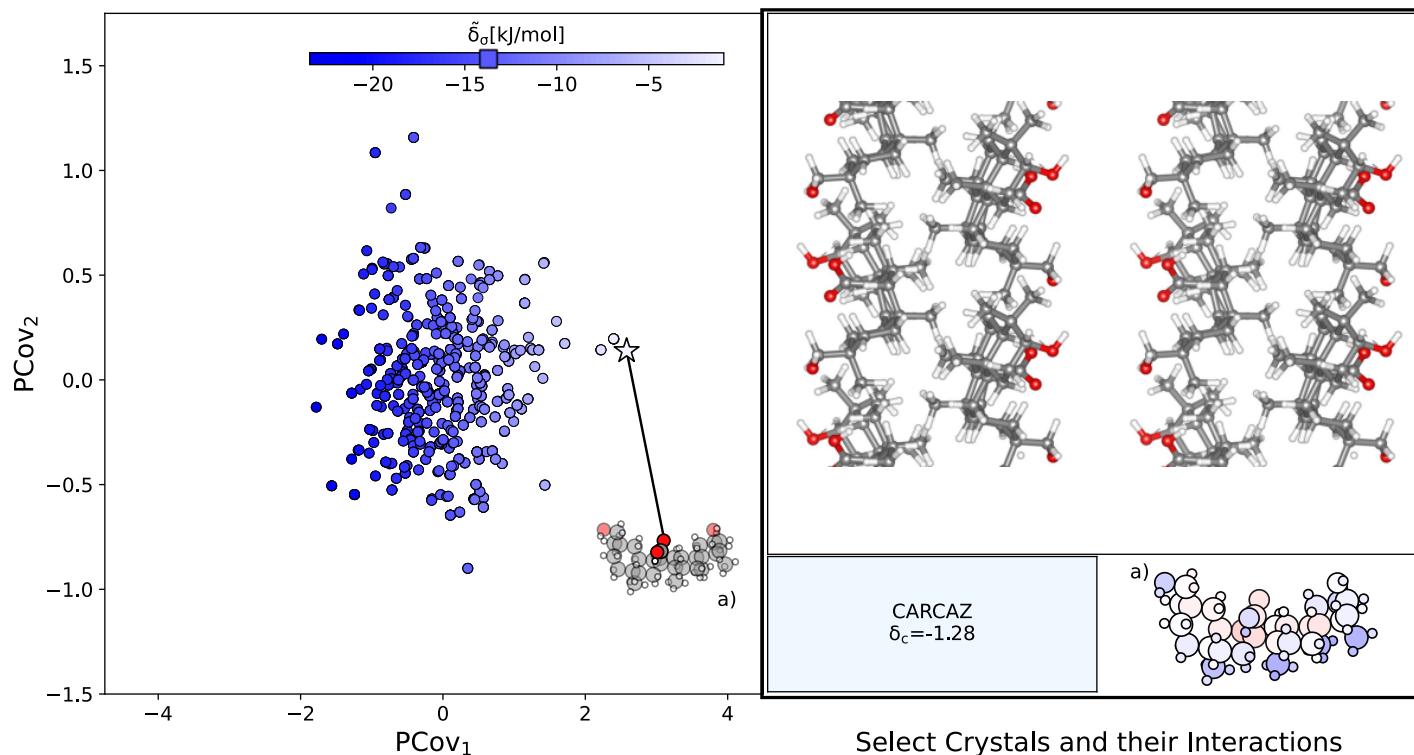 δ̃σ[kJ/mol]
−20 −15 −10 −5
1.5
1.0
0.5
0.0
−0.5
−1.0
−1.5
PCov₂
−4 −2 0 2 4
PCov₁
a)
CARCAZ
δc=-1.28
a)
Select Crystals and their Interactions